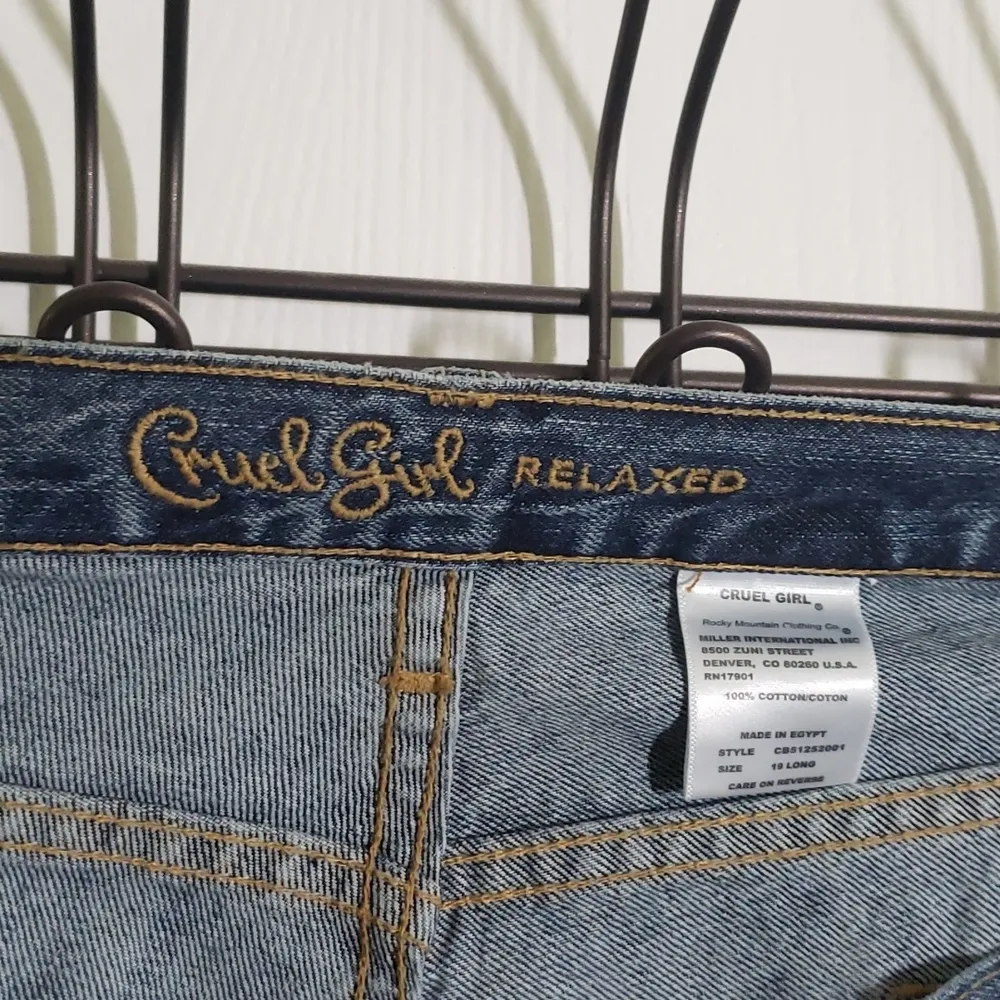 Cruel Girl RELAXED
CRUEL GIRL ®
Rocky Mountain Clothing Co. ®
MILLER INTERNATIONAL INC
8500 ZUNI STREET
DENVER, CO 80260 U.S.A.
RN17901
100% COTTON/COTON
MADE IN EGYPT
STYLE CB51252001
SIZE 19 LONG
CARE ON REVERSE